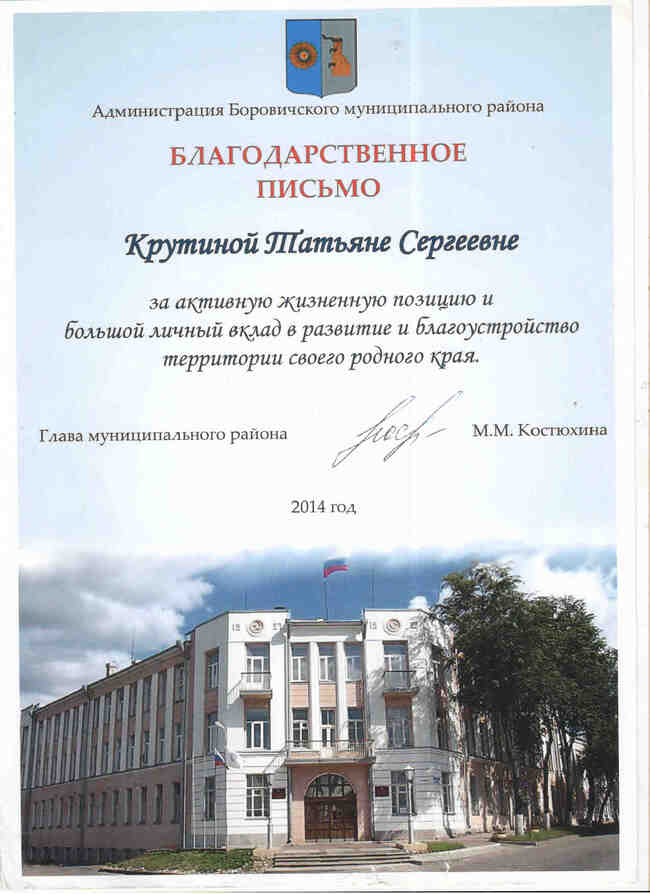 Администрация Боровичского муниципального района
БЛАГОДАРСТВЕННОЕ
ПИСЬМО
Крутиной Татьяне Сергеевне
за активную жизненную позицию и
большой личный вклад в развитие и благоустройство
территории своего родного края.
Глава муниципального района М.М. Костюхина
2014 год